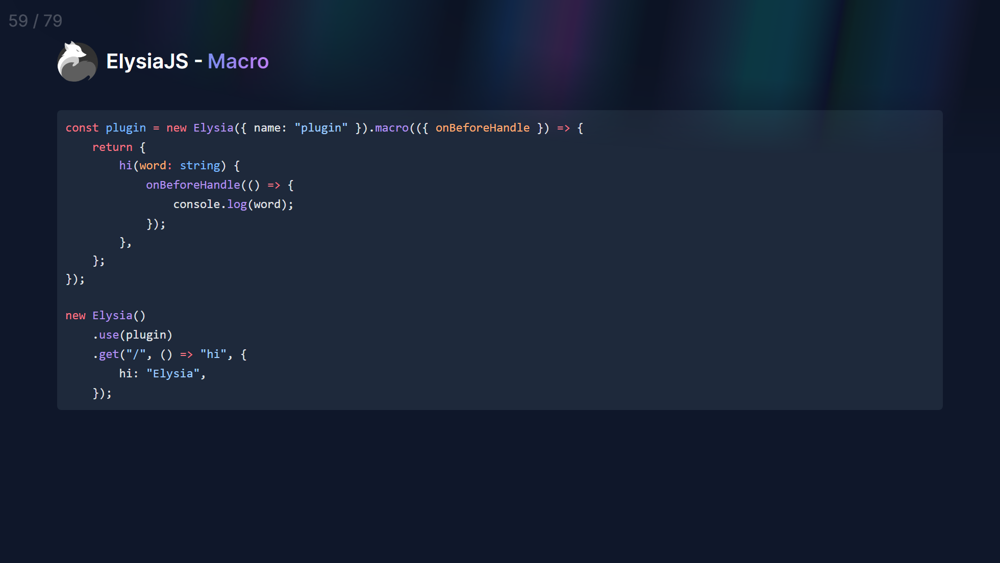 59 / 79
ElysiaJS - Macro
const plugin = new Elysia({ name: "plugin" }).macro(({ onBeforeHandle }) => {
    return {
        hi(word: string) {
            onBeforeHandle(() => {
                console.log(word);
            });
        },
    };
});

new Elysia()
    .use(plugin)
    .get("/", () => "hi", {
        hi: "Elysia",
    });